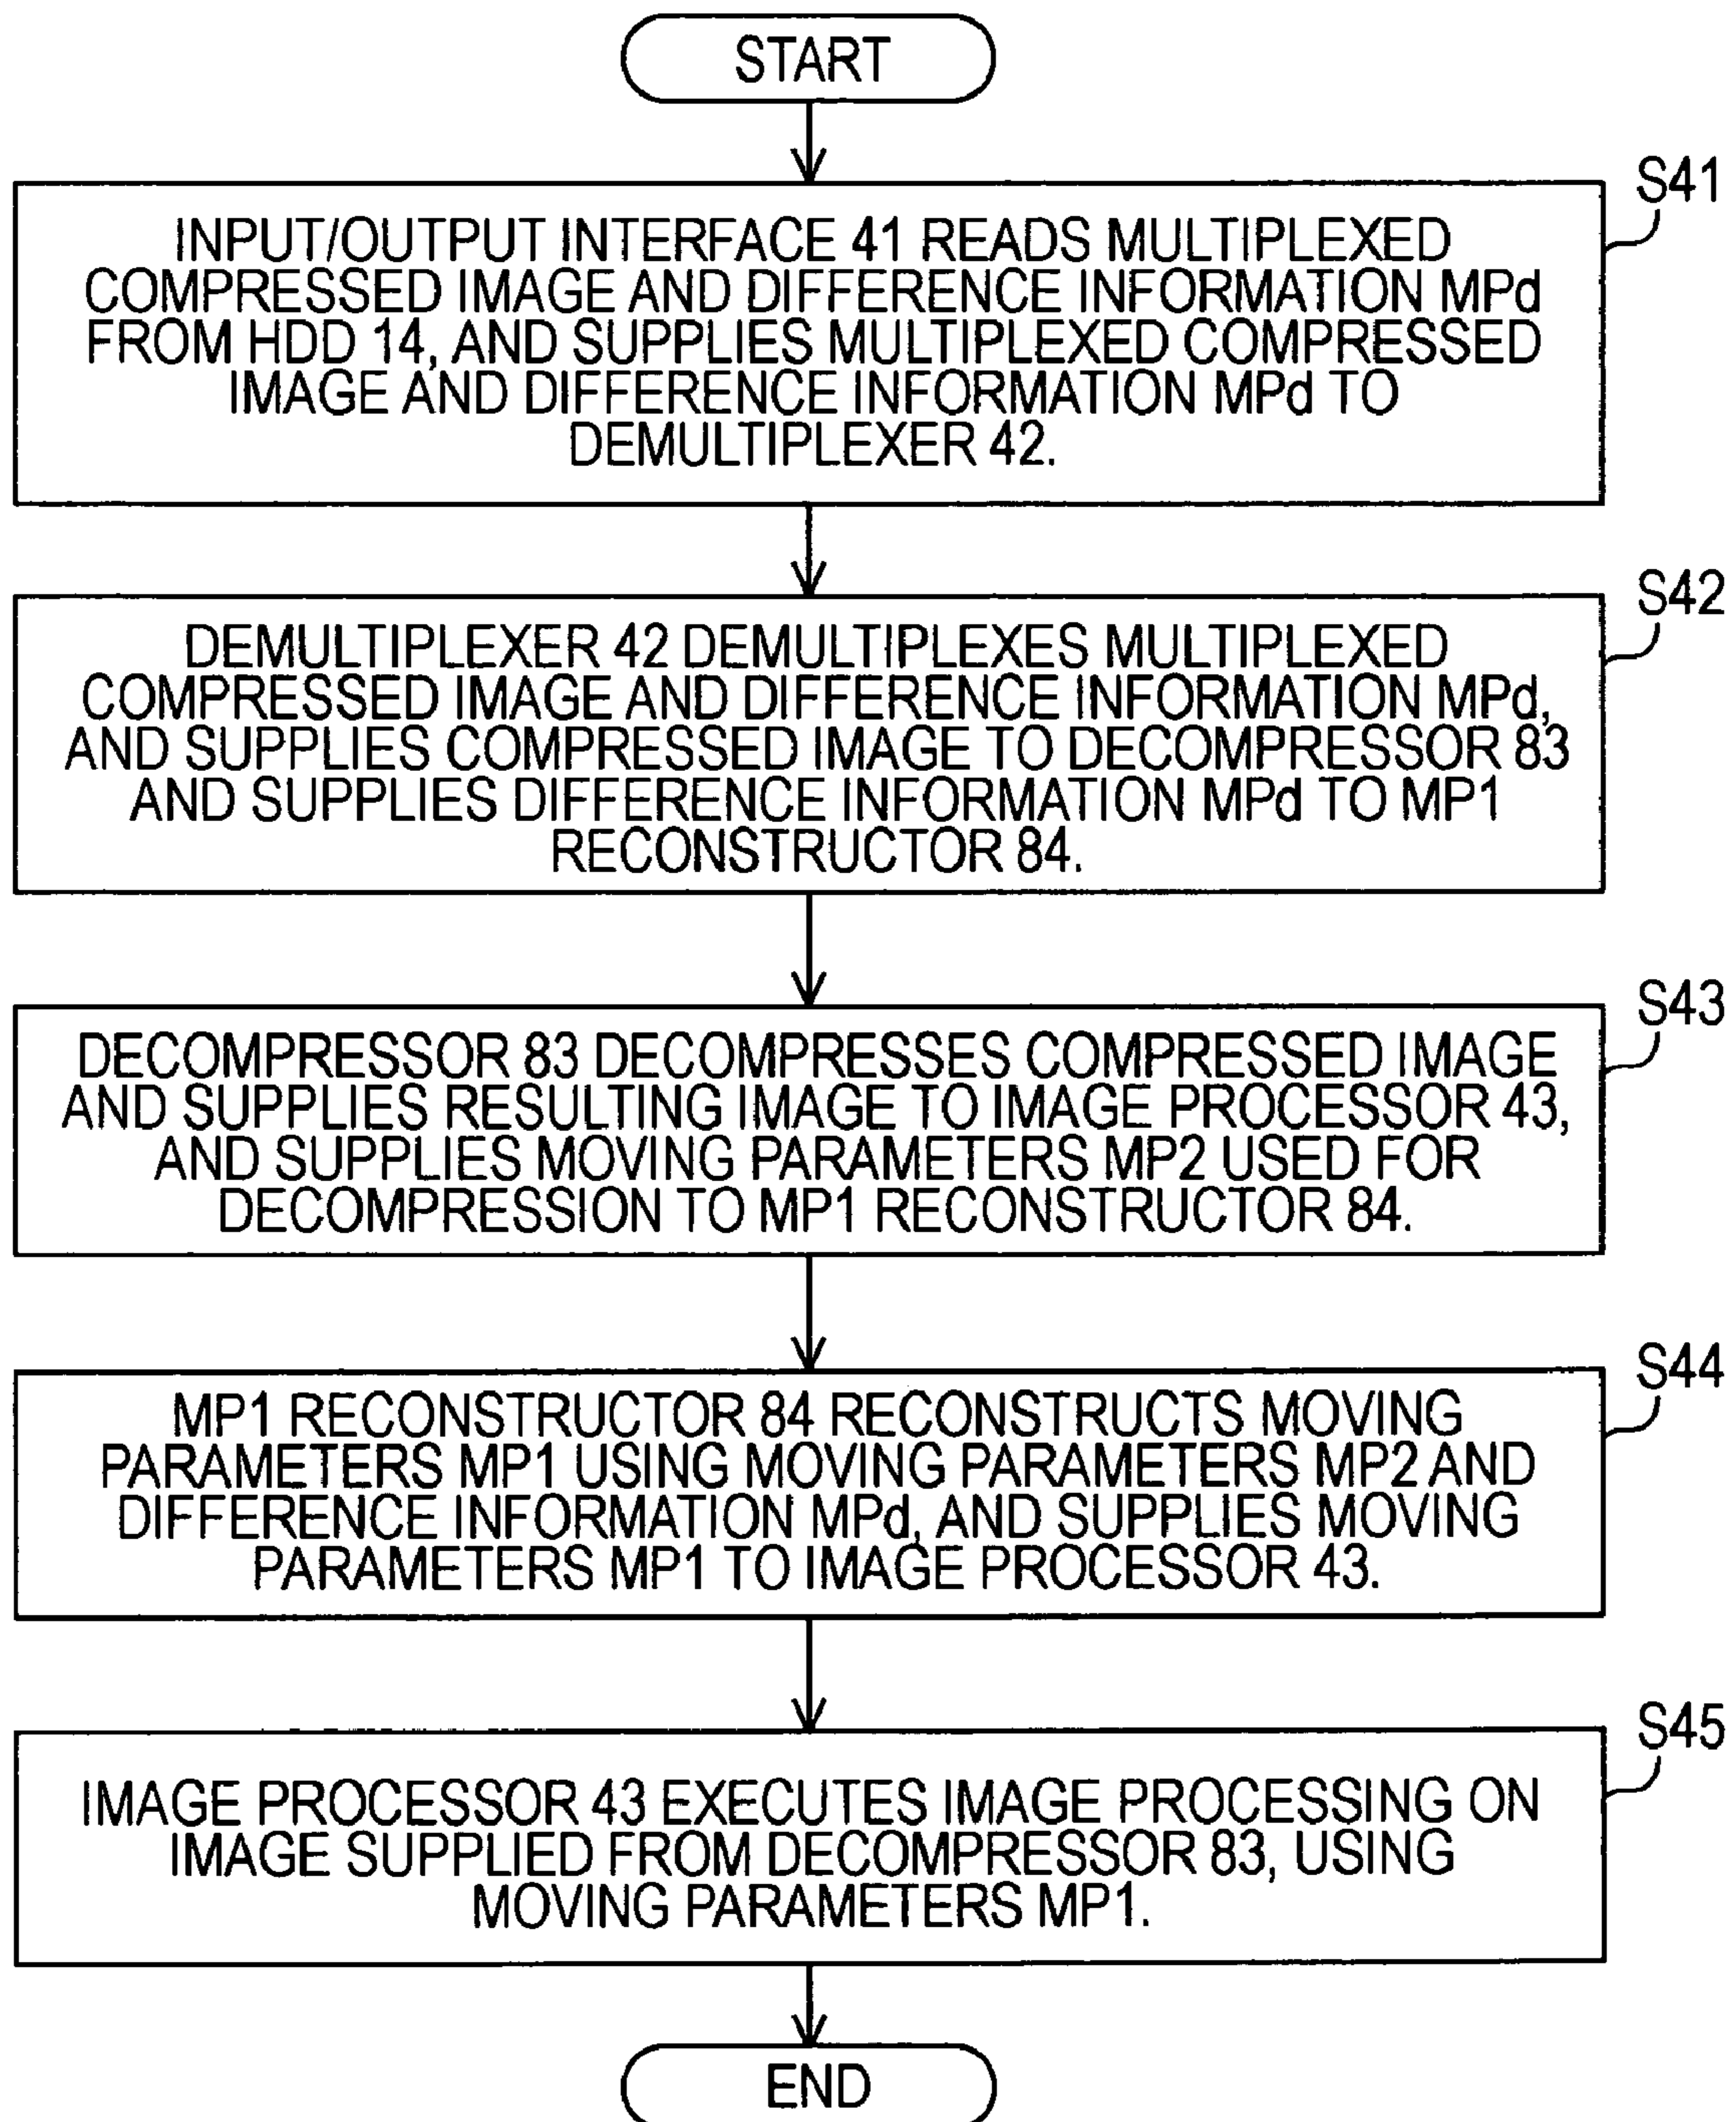 START
S41
INPUT/OUTPUT INTERFACE 41 READS MULTIPLEXED
COMPRESSED IMAGE AND DIFFERENCE INFORMATION MPd
FROM HDD 14, AND SUPPLIES MULTIPLEXED COMPRESSED
IMAGE AND DIFFERENCE INFORMATION MPd TO
DEMULTIPLEXER 42.
S42
DEMULTIPLEXER 42 DEMULTIPLEXES MULTIPLEXED
COMPRESSED IMAGE AND DIFFERENCE INFORMATION MPd,
AND SUPPLIES COMPRESSED IMAGE TO DECOMPRESSOR 83
AND SUPPLIES DIFFERENCE INFORMATION MPd TO MP1
RECONSTRUCTOR 84.
S43
DECOMPRESSOR 83 DECOMPRESSES COMPRESSED IMAGE
AND SUPPLIES RESULTING IMAGE TO IMAGE PROCESSOR 43,
AND SUPPLIES MOVING PARAMETERS MP2 USED FOR
DECOMPRESSION TO MP1 RECONSTRUCTOR 84.
S44
MP1 RECONSTRUCTOR 84 RECONSTRUCTS MOVING
PARAMETERS MP1 USING MOVING PARAMETERS MP2 AND
DIFFERENCE INFORMATION MPd, AND SUPPLIES MOVING
PARAMETERS MP1 TO IMAGE PROCESSOR 43.
S45
IMAGE PROCESSOR 43 EXECUTES IMAGE PROCESSING ON
IMAGE SUPPLIED FROM DECOMPRESSOR 83, USING
MOVING PARAMETERS MP1.
END